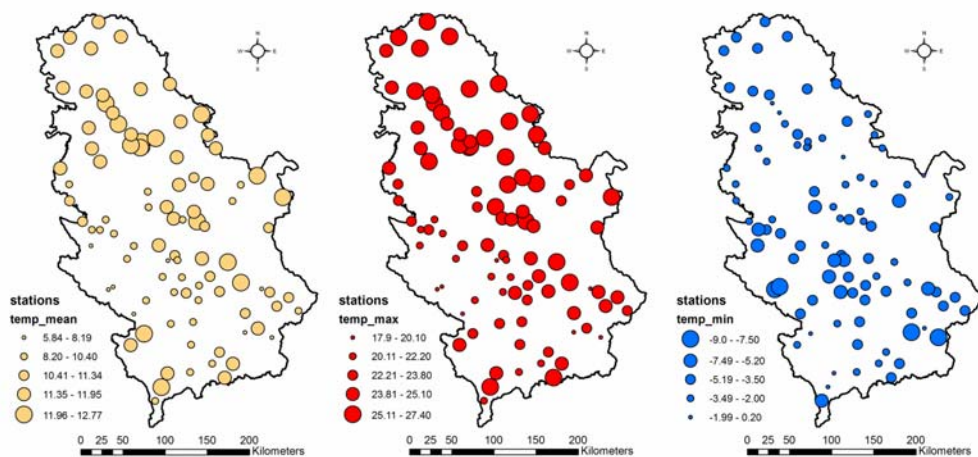 N
W E
S
stations
temp_mean
5.84 - 8.19
8.20 - 10.40
10.41 - 11.34
11.35 - 11.95
11.96 - 12.77
0 25 50 100 150 200
Kilometers
N
W E
S
stations
temp_max
17.9 - 20.10
20.11 - 22.20
22.21 - 23.80
23.81 - 25.10
25.11 - 27.40
0 25 50 100 150 200
Kilometers
N
W E
S
stations
temp_min
-9.0 - -7.50
-7.49 - -5.20
-5.19 - -3.50
-3.49 - -2.00
-1.99 - 0.20
0 25 50 100 150 200
Kilometers